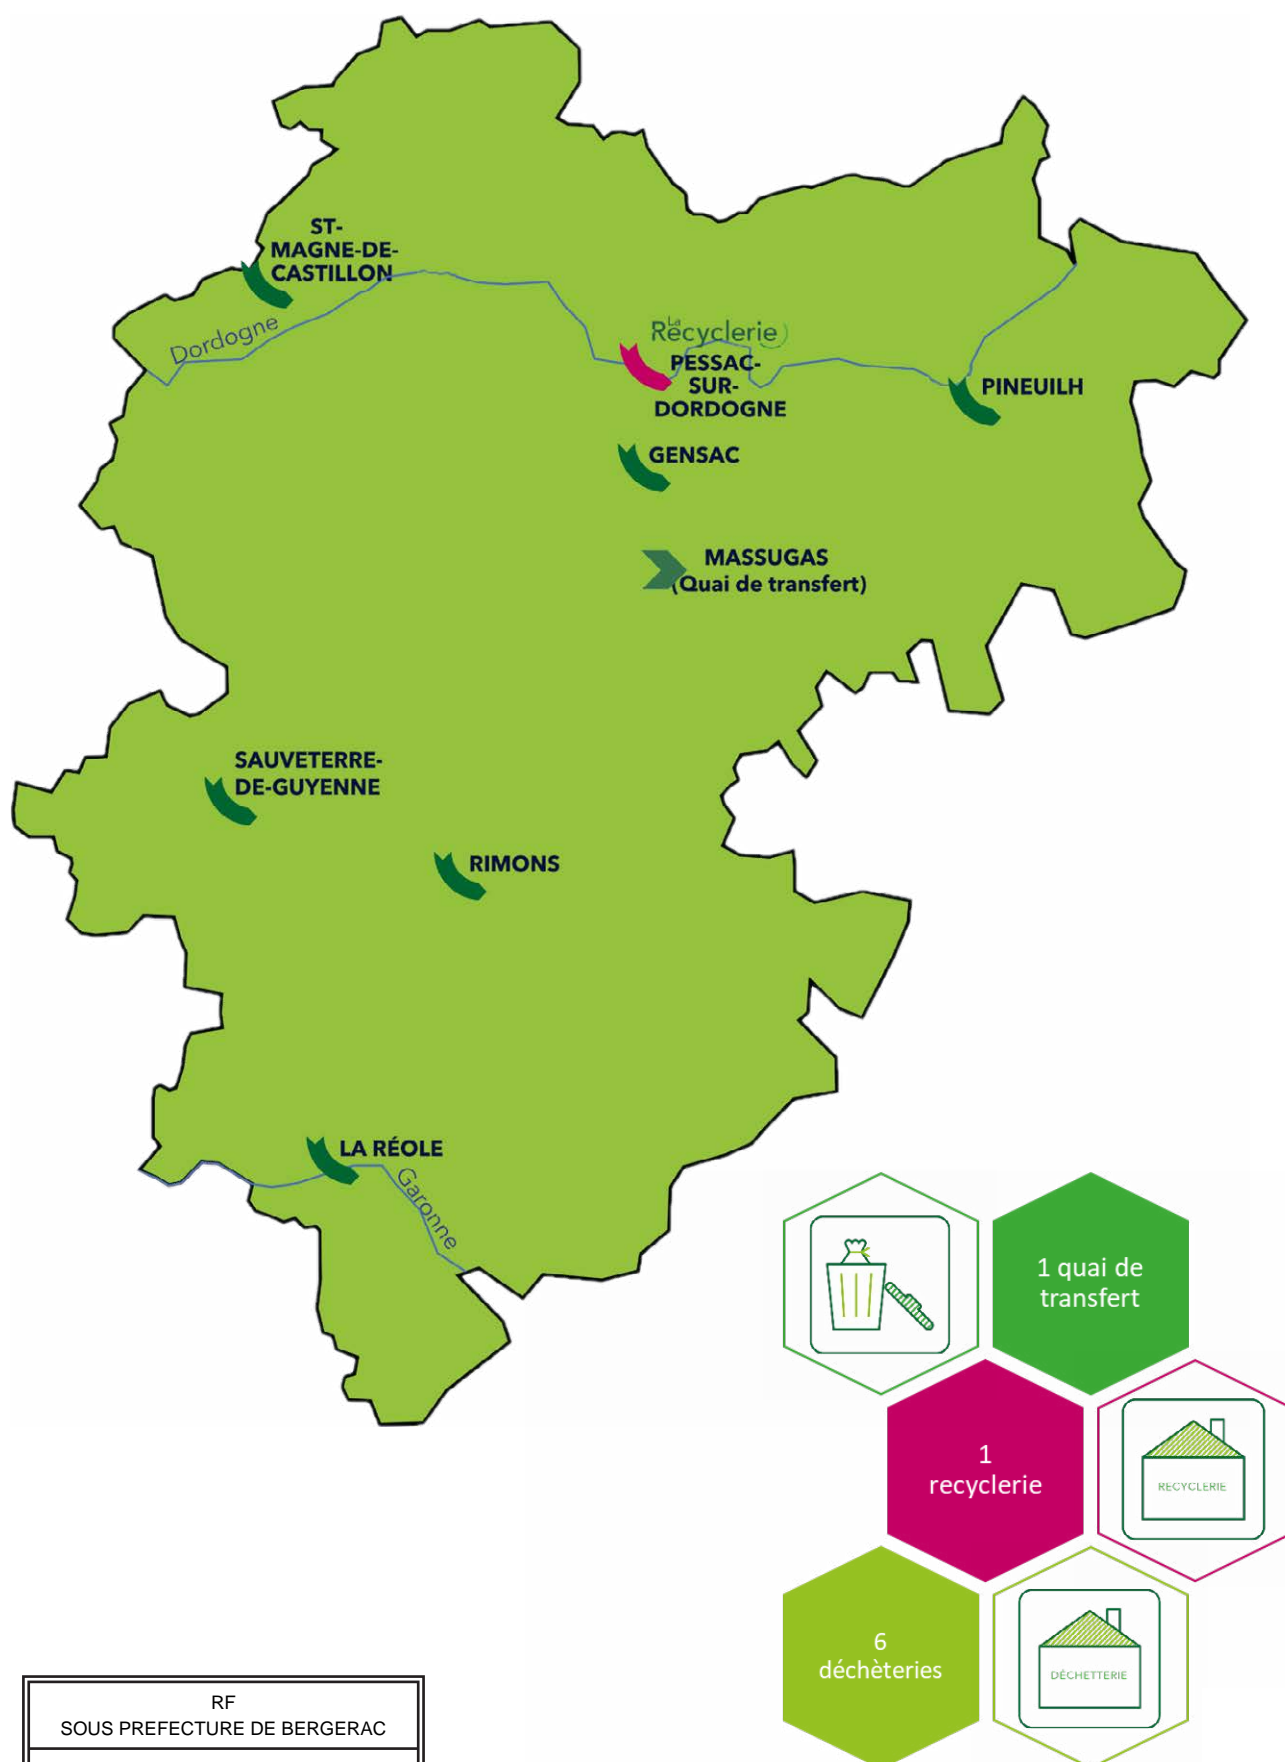 ST-
MAGNE-DE-
CASTILLON
Dordogne
La
Recyclerie
PESSAC-
SUR-
DORDOGNE
PINEUILH
GENSAC
MASSUGAS
(Quai de transfert)
SAUVETERRE-
DE-GUYENNE
RIMONS
LA RÉOLE
Garonne
1 quai de
transfert
1
recyclerie
RECYCLERIE
6
déchèteries
DÉCHETTERIE
RF
SOUS PREFECTURE DE BERGERAC